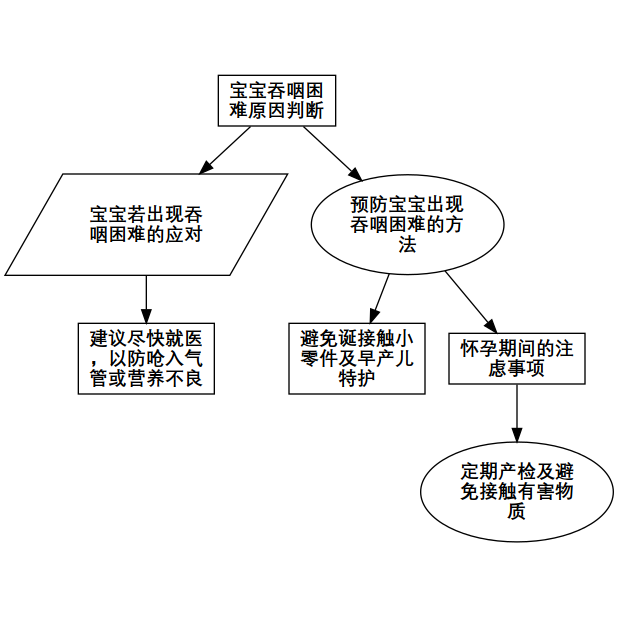 宝宝吞咽困
难原因判断
宝宝若出现吞
咽困难的应对
预防宝宝出现
吞咽困难的方
法
建议尽快就医
，以防呛入气
管或营养不良
避免诞接触小
零件及早产儿
特护
怀孕期间的注
虑事项
定期产检及避
免接触有害物
质